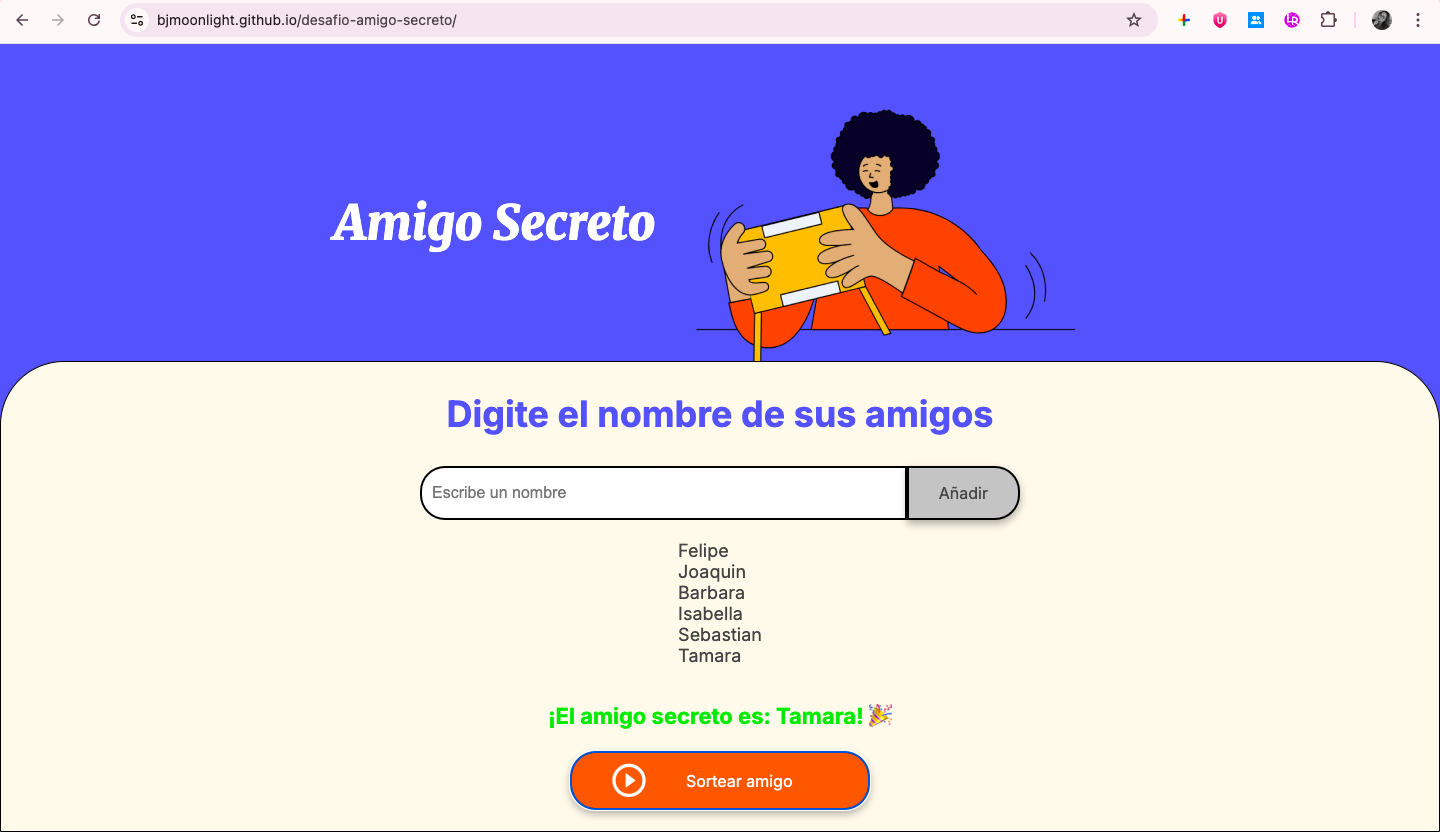 bjmoonlight.github.io/desafio-amigo-secreto/
Amigo Secreto
Digite el nombre de sus amigos
Escribe un nombre
Añadir
Felipe
Joaquin
Barbara
Isabella
Sebastian
Tamara
¡El amigo secreto es: Tamara! 🎉
Sortear amigo